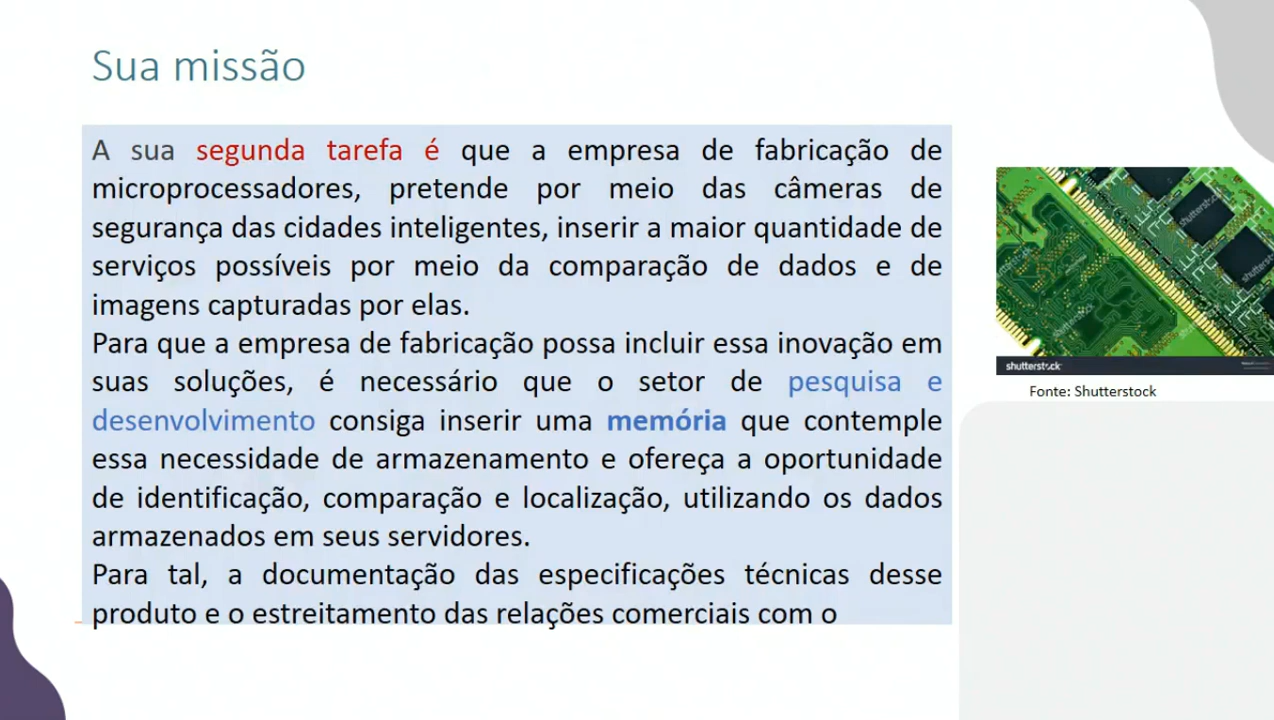 Sua missão
A sua segunda tarefa é que a empresa de fabricação de
microprocessadores, pretende por meio das câmeras de
segurança das cidades inteligentes, inserir a maior quantidade de
serviços possíveis por meio da comparação de dados e de
imagens capturadas por elas.
Para que a empresa de fabricação possa incluir essa inovação em
suas soluções, é necessário que o setor de pesquisa e
desenvolvimento consiga inserir uma memória que contemple
essa necessidade de armazenamento e ofereça a oportunidade
de identificação, comparação e localização, utilizando os dados
armazenados em seus servidores.
Para tal, a documentação das especificações técnicas desse
produto e o estreitamento das relações comerciais com o
shutterstock
Fonte: Shutterstock